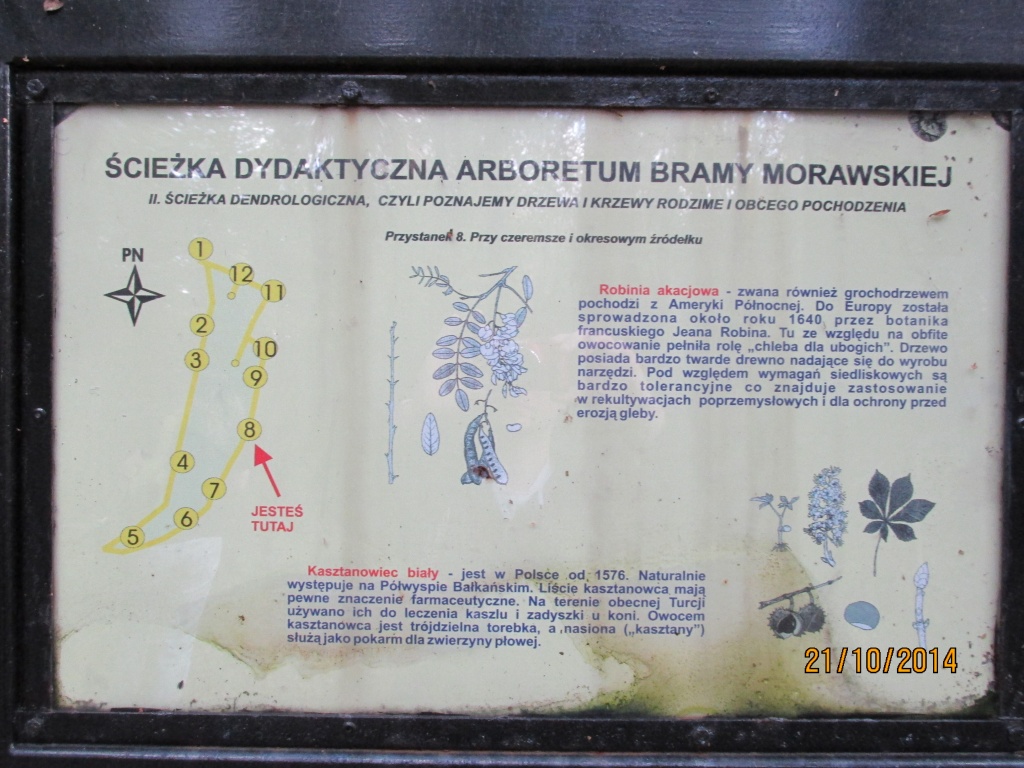 ŚCIEŻKA DYDAKTYCZNA ARBORETUM BRAMY MORAWSKIEJ
II. ŚCIEŻKA DENDROLOGICZNA, CZYLI POZNAJEMY DRZEWA I KRZEWY RODZIME I OBCEGO POCHODZENIA
Przystanek 8. Przy czeremsze i okresowym źródełku
PN
1
12
11
2
3
10
9
8
4
7
6
5
JESTEŚ
TUTAJ
Robinia akacjowa - zwana również grochodrzewem
pochodzi z Ameryki Północnej. Do Europy została
sprowadzona około roku 1640 przez botanika
francuskiego Jeana Robina. Tu ze względu na obfite
owocowanie pełniła rolę „chleba dla ubogich”. Drzewo
posiada bardzo twarde drewno nadające się do wyrobu
narzędzi. Pod względem wymagań siedliskowych są
bardzo tolerancyjne co znajduje zastosowanie
w rekultywacjach poprzemysłowych i dla ochrony przed
erozją gleby.
Kasztanowiec biały - jest w Polsce od 1576. Naturalnie
występuje na Półwyspie Bałkańskim. Liście kasztanowca mają
pewne znaczenie farmaceutyczne. Na terenie obecnej Turcji
używano ich do leczenia kaszlu i zadyszki u koni. Owocem
kasztanowca jest trójdzielna torebka, a nasiona („kasztany”)
służą jako pokarm dla zwierzyny płowej.
21/10/2014